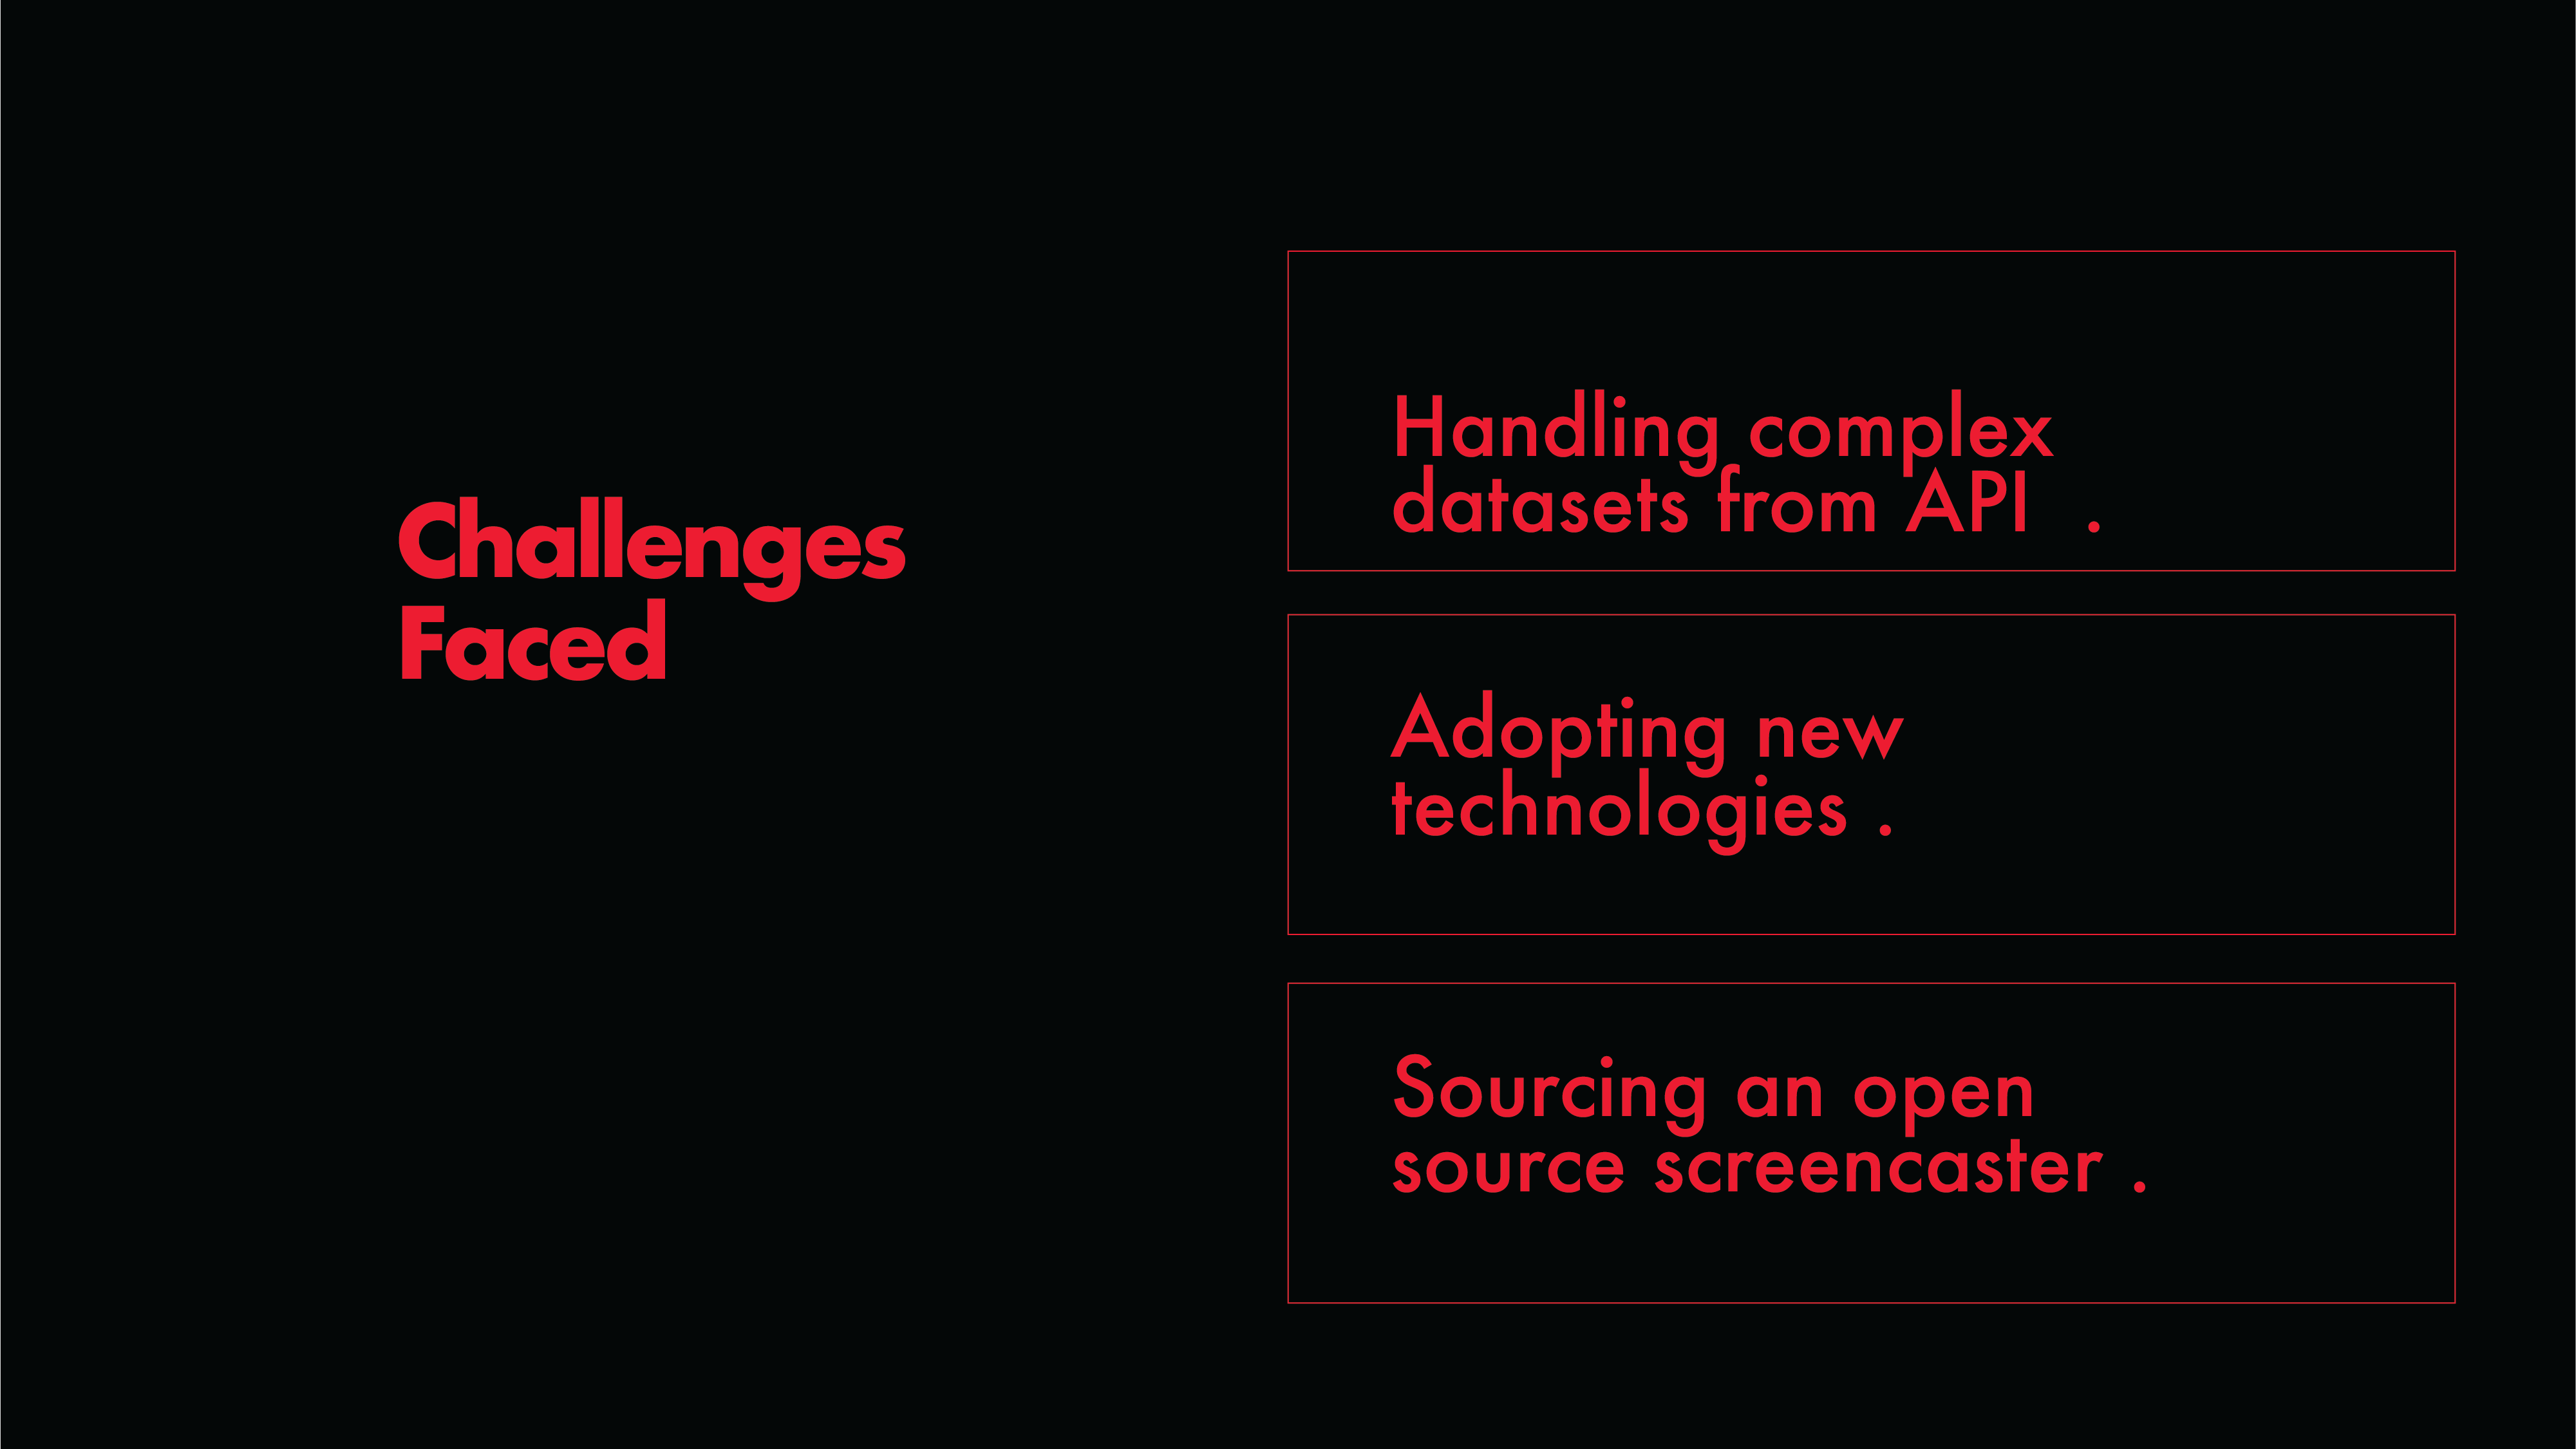 Challenges
Faced
Handling complex
datasets from API   .
Adopting new
technologies .
Sourcing an open
source screencaster .